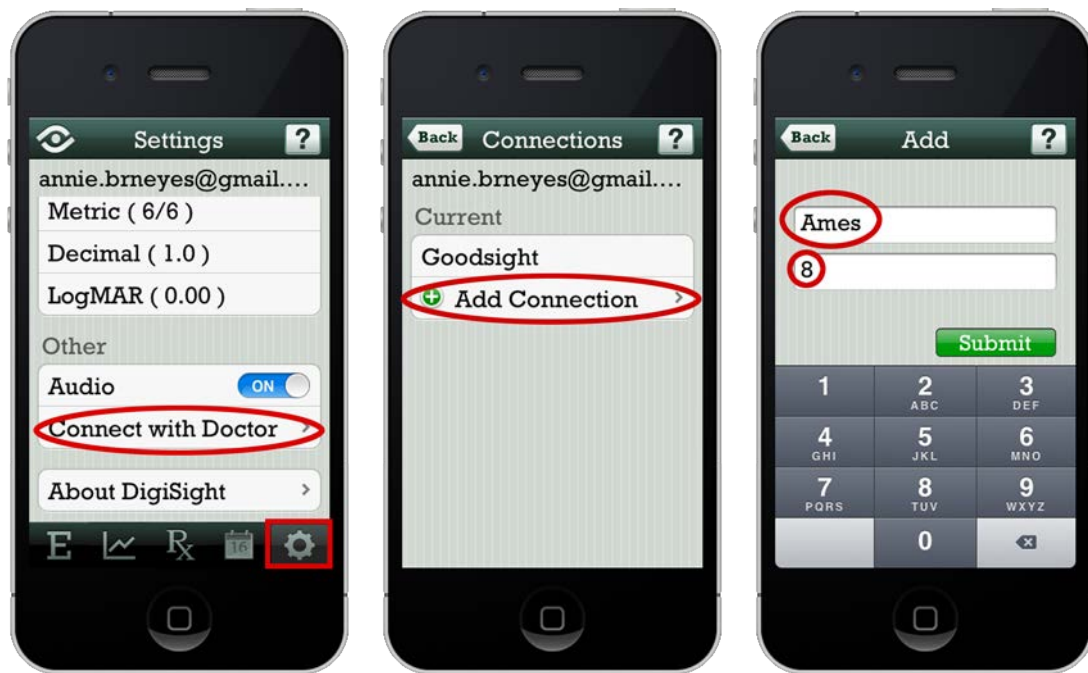 Settings
?
annie.brneyes@gmail....
Metric ( 6/6 )
Decimal ( 1.0 )
LogMAR ( 0.00 )
Other
Audio ON
Connect with Doctor >
About DigiSight >
E Rx 16
Back Connections ?
annie.brneyes@gmail....
Current
Goodsight
Add Connection >
Back Add ?
Ames
8
Submit
1 2 3
ABC DEF
4 5 6
GHI JKL MNO
7 8 9
PQRS TUV WXYZ
0